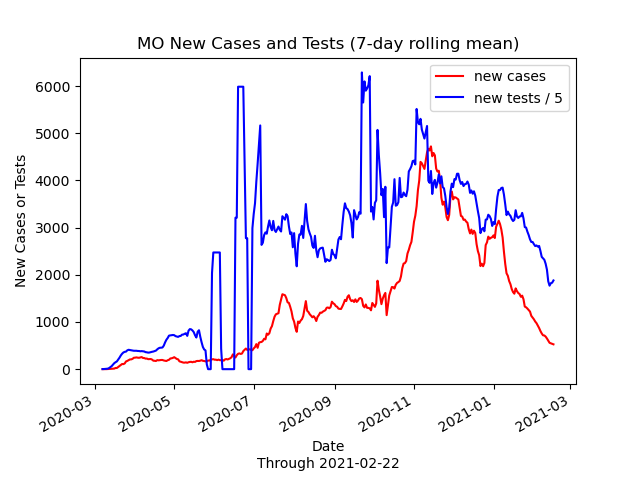 MO New Cases and Tests (7-day rolling mean)
new cases
new tests / 5
New Cases or Tests
6000
5000
4000
3000
2000
1000
0
2020-03
2020-05
2020-07
2020-09
2020-11
2021-01
2021-03
Date
Through 2021-02-22